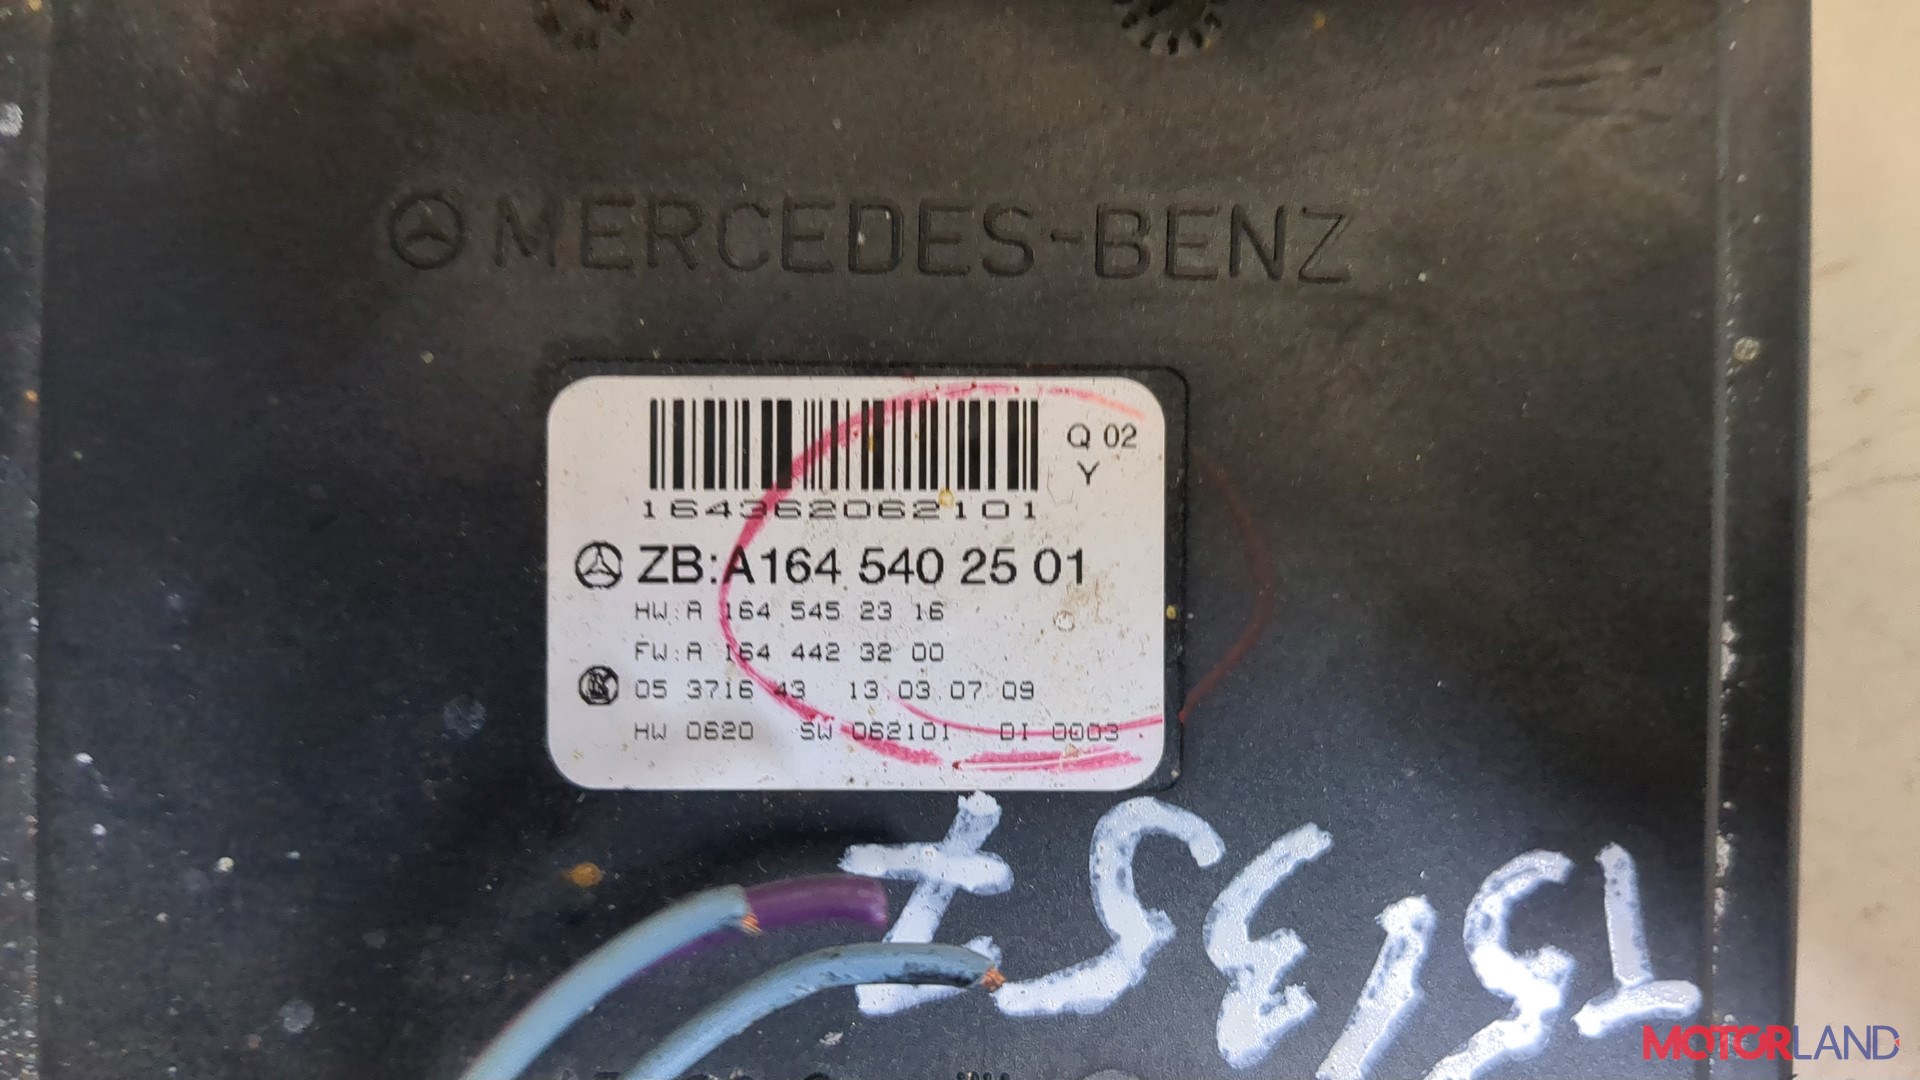 MERCEDES-BENZ
Q 02
Y
164362062101
ZB:A164 540 25 01
HW:A 164 545 23 16
FW:A 164 442 32 00
05 3716 43 13 03 07 09
HW 0620 SW 062101 DI 0003
T51357
MOTORLAND